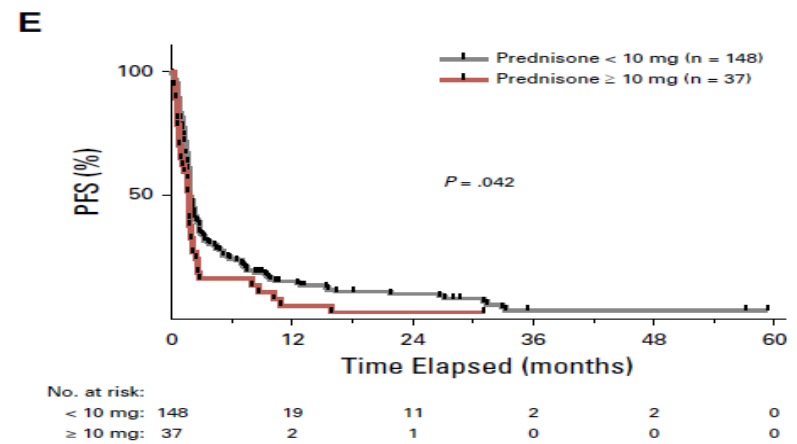 E
Prednisone < 10 mg (n = 148)
Prednisone ≥ 10 mg (n = 37)
100
50
PFS (%)
P = .042
0 12 24 36 48 60
Time Elapsed (months)
No. at risk:
< 10 mg: 148 19 11 2 2 0
≥ 10 mg: 37 2 1 0 0 0